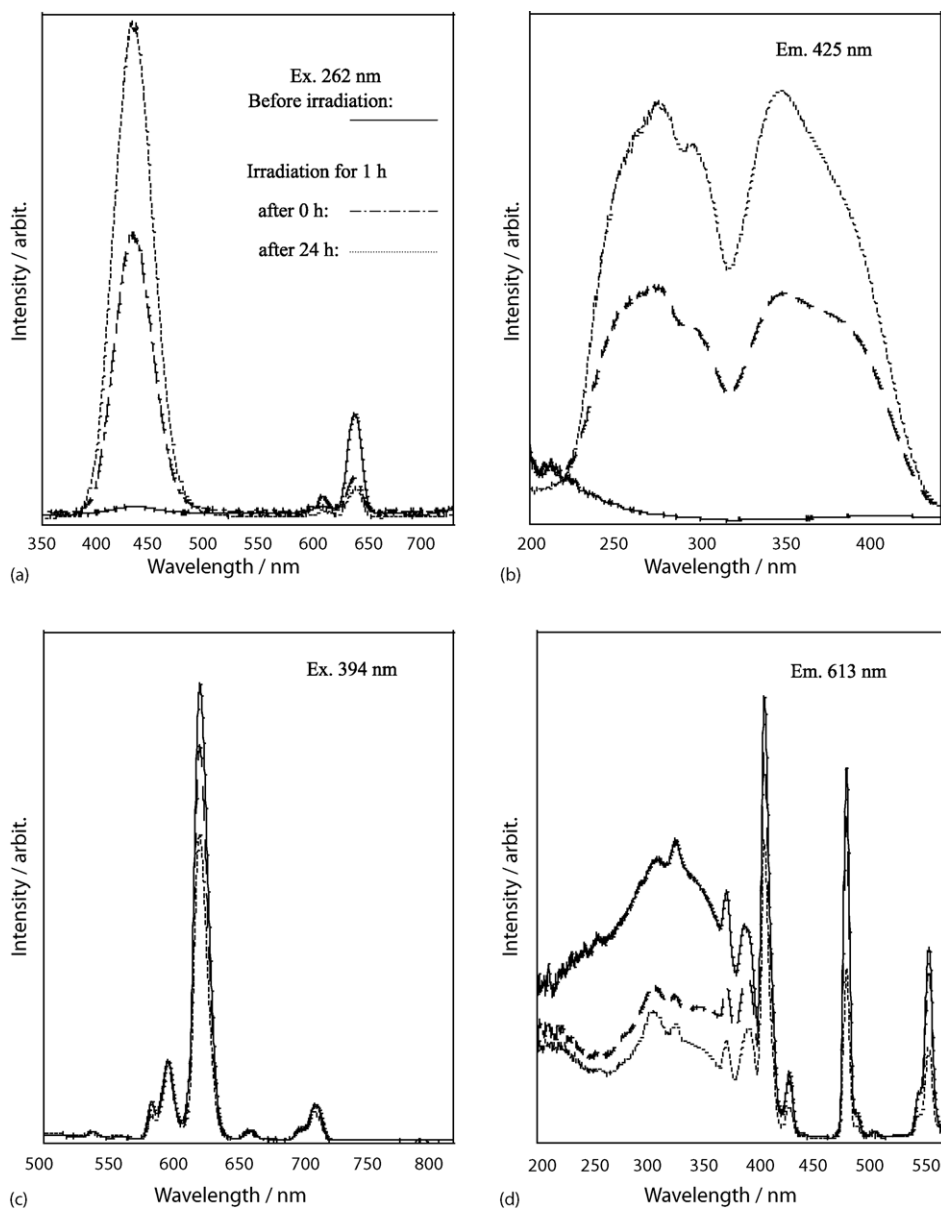 Intensity / arbit.
Ex. 262 nm
Before irradiation:
Irradiation for 1 h
after 0 h:
after 24 h:
350 400 450 500 550 600 650 700
Wavelength / nm
(a)
Intensity / arbit.
Em. 425 nm
200 250 300 350 400
Wavelength / nm
(b)
Intensity / arbit.
Ex. 394 nm
500 600 700 800
Wavelength / nm
(c)
Intensity / arbit.
Em. 613 nm
200 250 300 350 400 450 500 550
Wavelength / nm
(d)